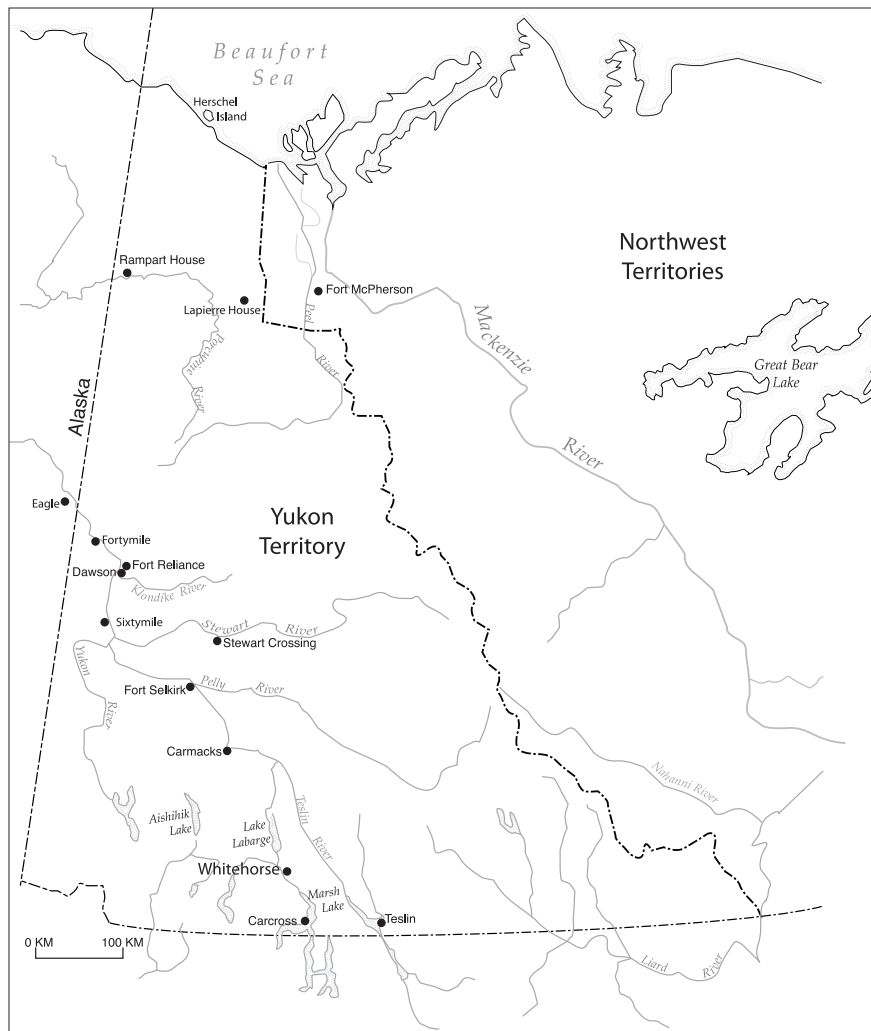 Beaufort
Sea
Herschel
Island
Northwest
Territories
Rampart House
Fort McPherson
Lapierre House
Peel
River
Mackenzie
River
Porcupine
River
Great Bear
Lake
Alaska
Eagle
Yukon
Territory
Fortymile
Fort Reliance
Dawson
Klondike River
Sixtymile
Stewart River
Stewart Crossing
Yukon
River
Fort Selkirk
Pelly River
Carmacks
Nahanni River
Teslin
River
Aishihik
Lake
Lake
Labarge
Whitehorse
Marsh
Lake
Carcross
Teslin
0 KM 100 KM
Liard River